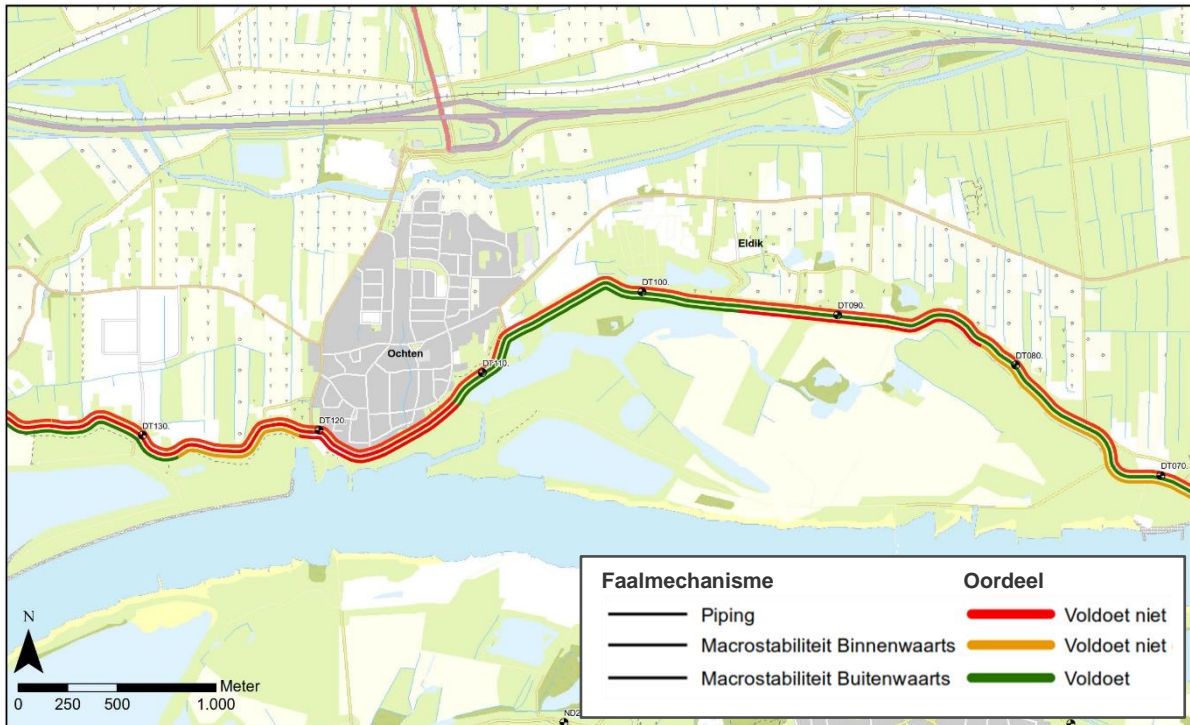 DT100.
Eldik
DT090.
Ochten
DT110.
DT080.
DT120.
DT130.
DT070.
Faalmechanisme Oordeel
Piping Voldoet niet
Macrostabiliteit Binnenwaarts Voldoet niet
Macrostabiliteit Buitenwaarts Voldoet
N
Meter
0 250 500 1.000